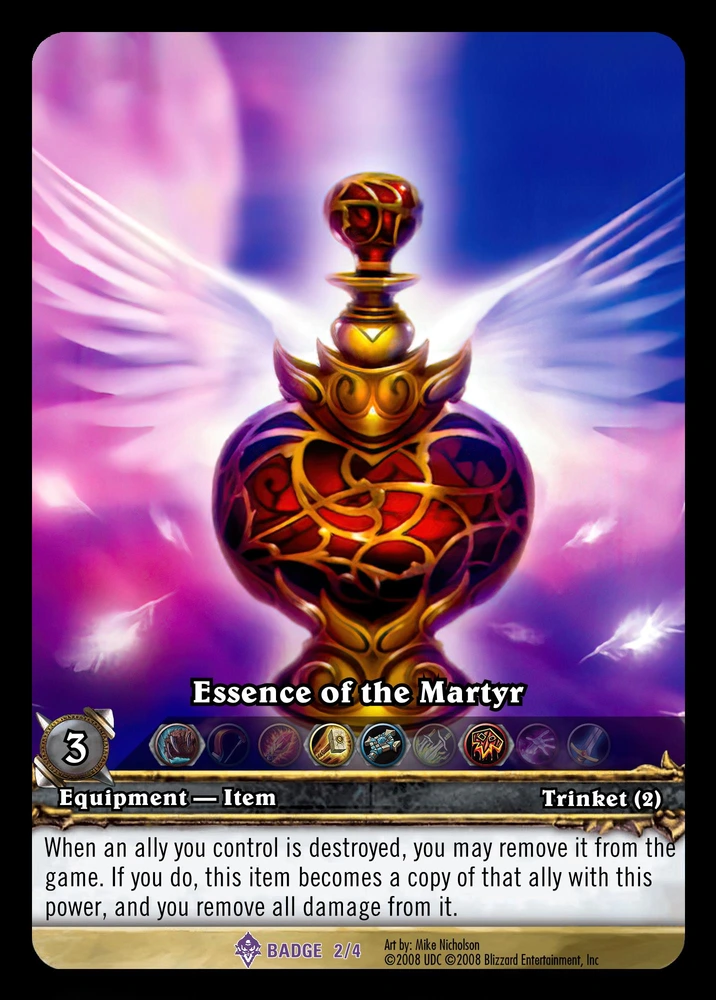 Essence of the Martyr
3
Equipment — Item
Trinket (2)
When an ally you control is destroyed, you may remove it from the
game. If you do, this item becomes a copy of that ally with this
power, and you remove all damage from it.
BADGE 2/4
Art by: Mike Nicholson
©2008 UDC ©2008 Blizzard Entertainment, Inc